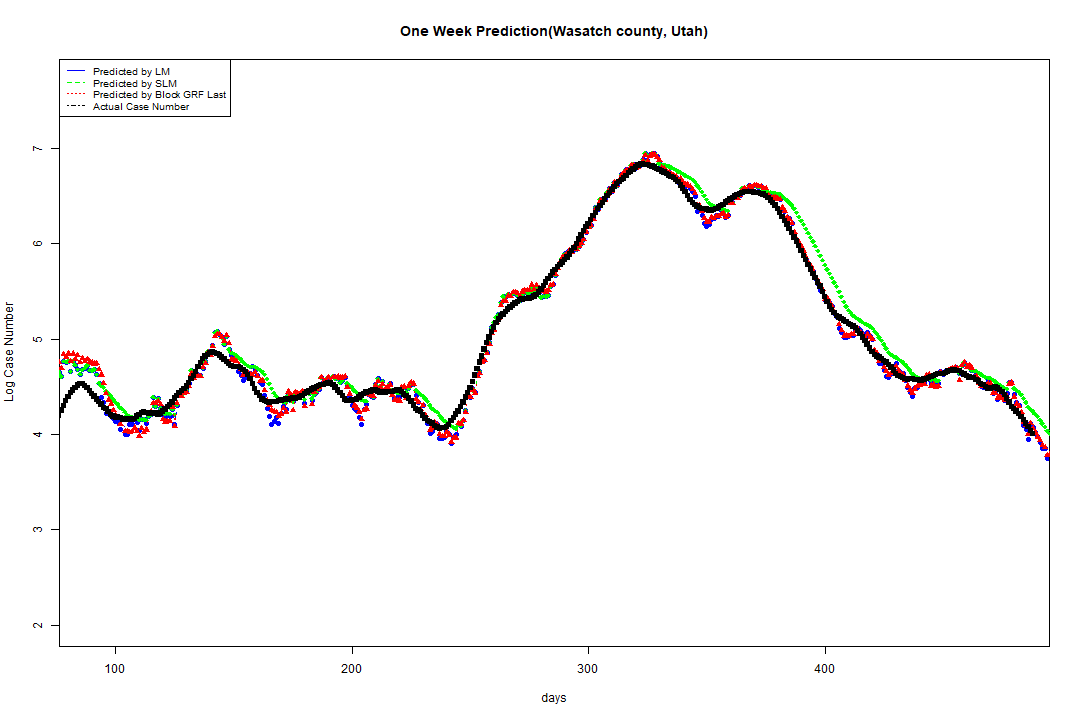 One Week Prediction(Wasatch county, Utah)
Predicted by LM
Predicted by SLM
Predicted by Block GRF Last
Actual Case Number
7
6
5
4
3
2
Log Case Number
100 200 300 400
days